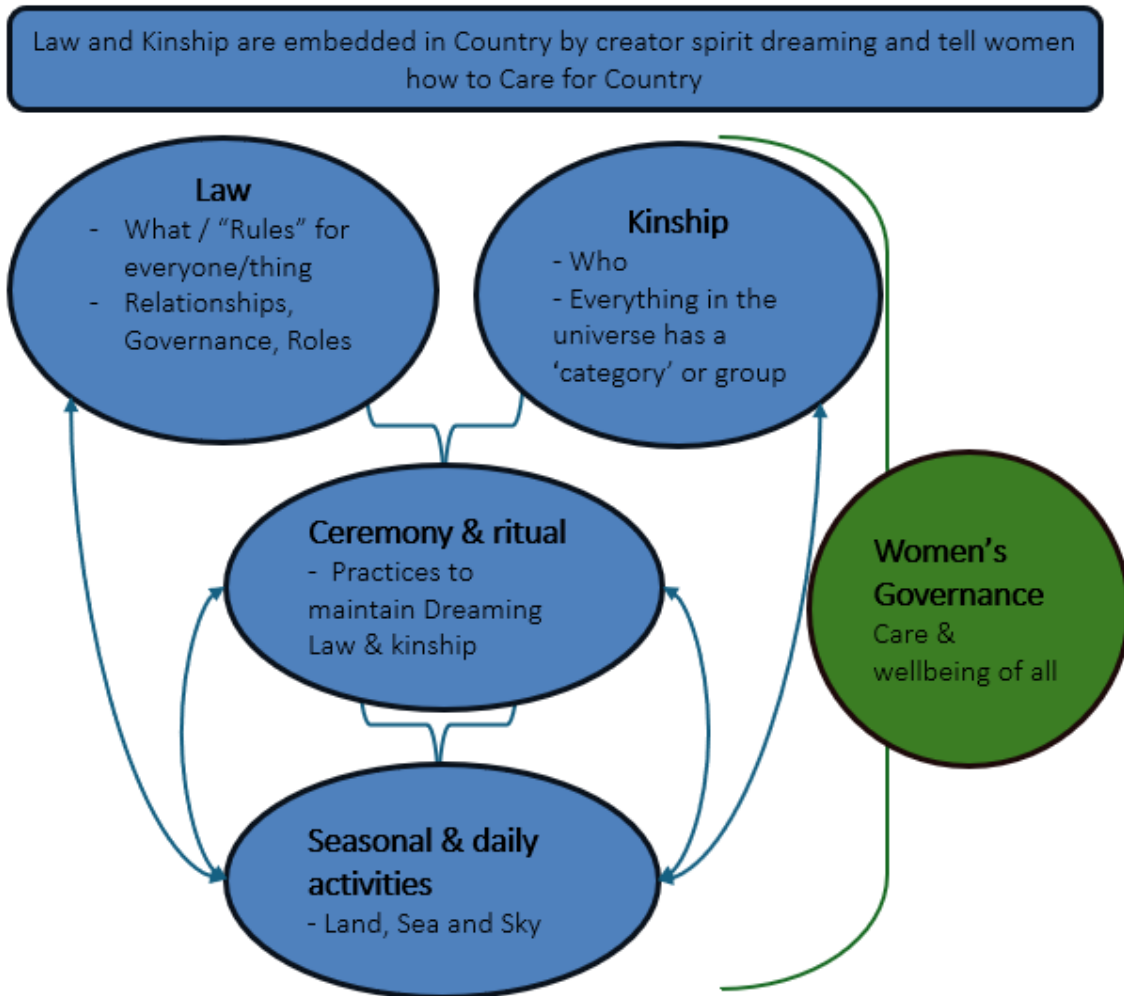 Law and Kinship are embedded in Country by creator spirit dreaming and tell women
how to Care for Country
Law
- What / “Rules” for
everyone/thing
- Relationships,
Governance, Roles
Kinship
- Who
- Everything in the
universe has a
‘category’ or group
Ceremony & ritual
- Practices to
maintain Dreaming
Law & kinship
Women’s
Governance
Care &
wellbeing of all
Seasonal & daily
activities
- Land, Sea and Sky